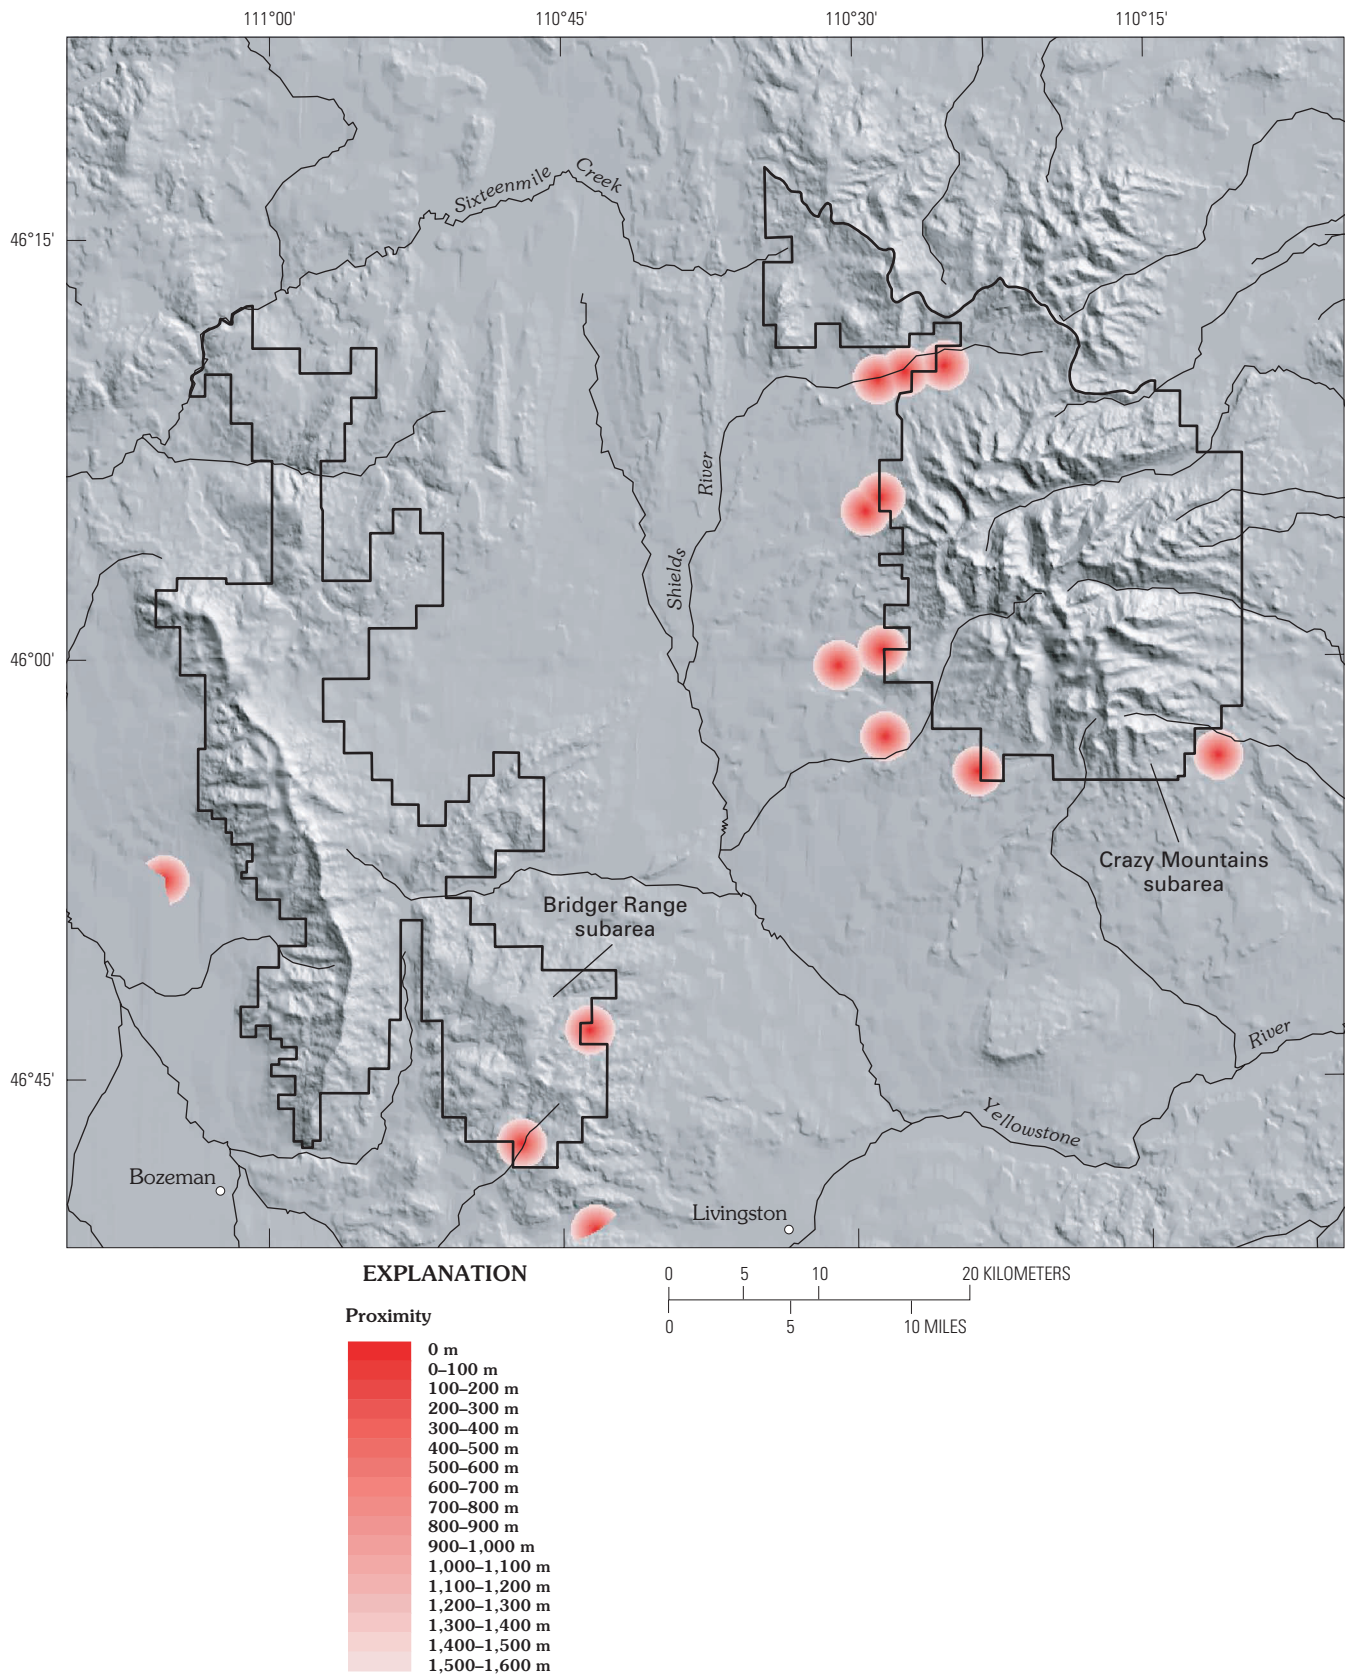 111°00'
110°45'
110°30'
110°15'
Sixteenmile Creek
46°15'
River
Shields
46°00'
Crazy Mountains
subarea
Bridger Range
subarea
River
46°45'
Yellowstone
Bozeman
Livingston
EXPLANATION
0 5 10 20 KILOMETERS
0 5 10 MILES
Proximity
0 m
0–100 m
100–200 m
200–300 m
300–400 m
400–500 m
500–600 m
600–700 m
700–800 m
800–900 m
900–1,000 m
1,000–1,100 m
1,100–1,200 m
1,200–1,300 m
1,300–1,400 m
1,400–1,500 m
1,500–1,600 m